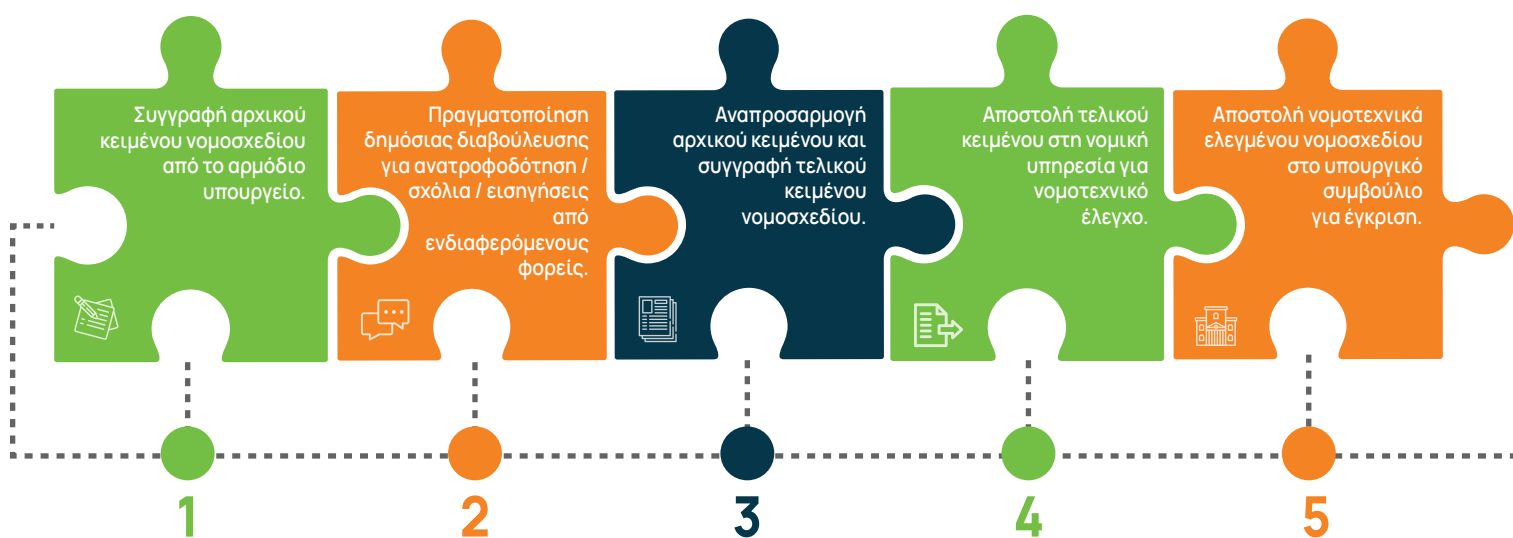 Συγγραφή αρχικού
κειμένου νομοσχεδίου
από το αρμόδιο
υπουργείο.
Πραγματοποίηση
δημόσιας διαβούλευσης
για ανατροφοδότηση /
σχόλια / εισηγήσεις
από
ενδιαφερόμενους
φορείς.
Αναπροσαρμογή
αρχικού κειμένου και
συγγραφή τελικού
κειμένου
νομοσχεδίου.
Αποστολή τελικού
κειμένου στη νομική
υπηρεσία για
νομοτεχνικό
έλεγχο.
Αποστολή νομοτεχνικά
ελεγμένου νομοσχεδίου
στο υπουργικό
συμβούλιο
για έγκριση.
1
2
3
4
5